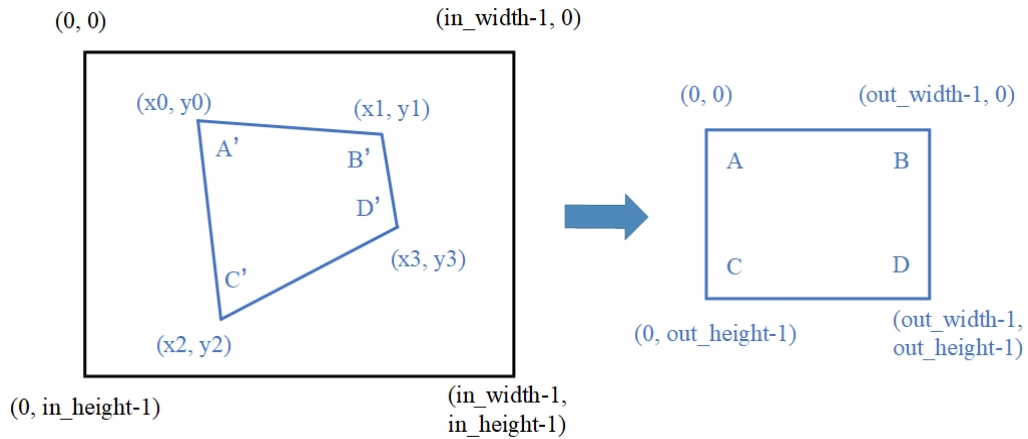 (0, 0)
(in_width-1, 0)
(x0, y0)
(x1, y1)
A’
B’
D’
C’
(x3, y3)
(x2, y2)
(0, in_height-1)
(in_width-1,
in_height-1)
(0, 0)
(out_width-1, 0)
A
B
C
D
(0, out_height-1)
(out_width-1,
out_height-1)